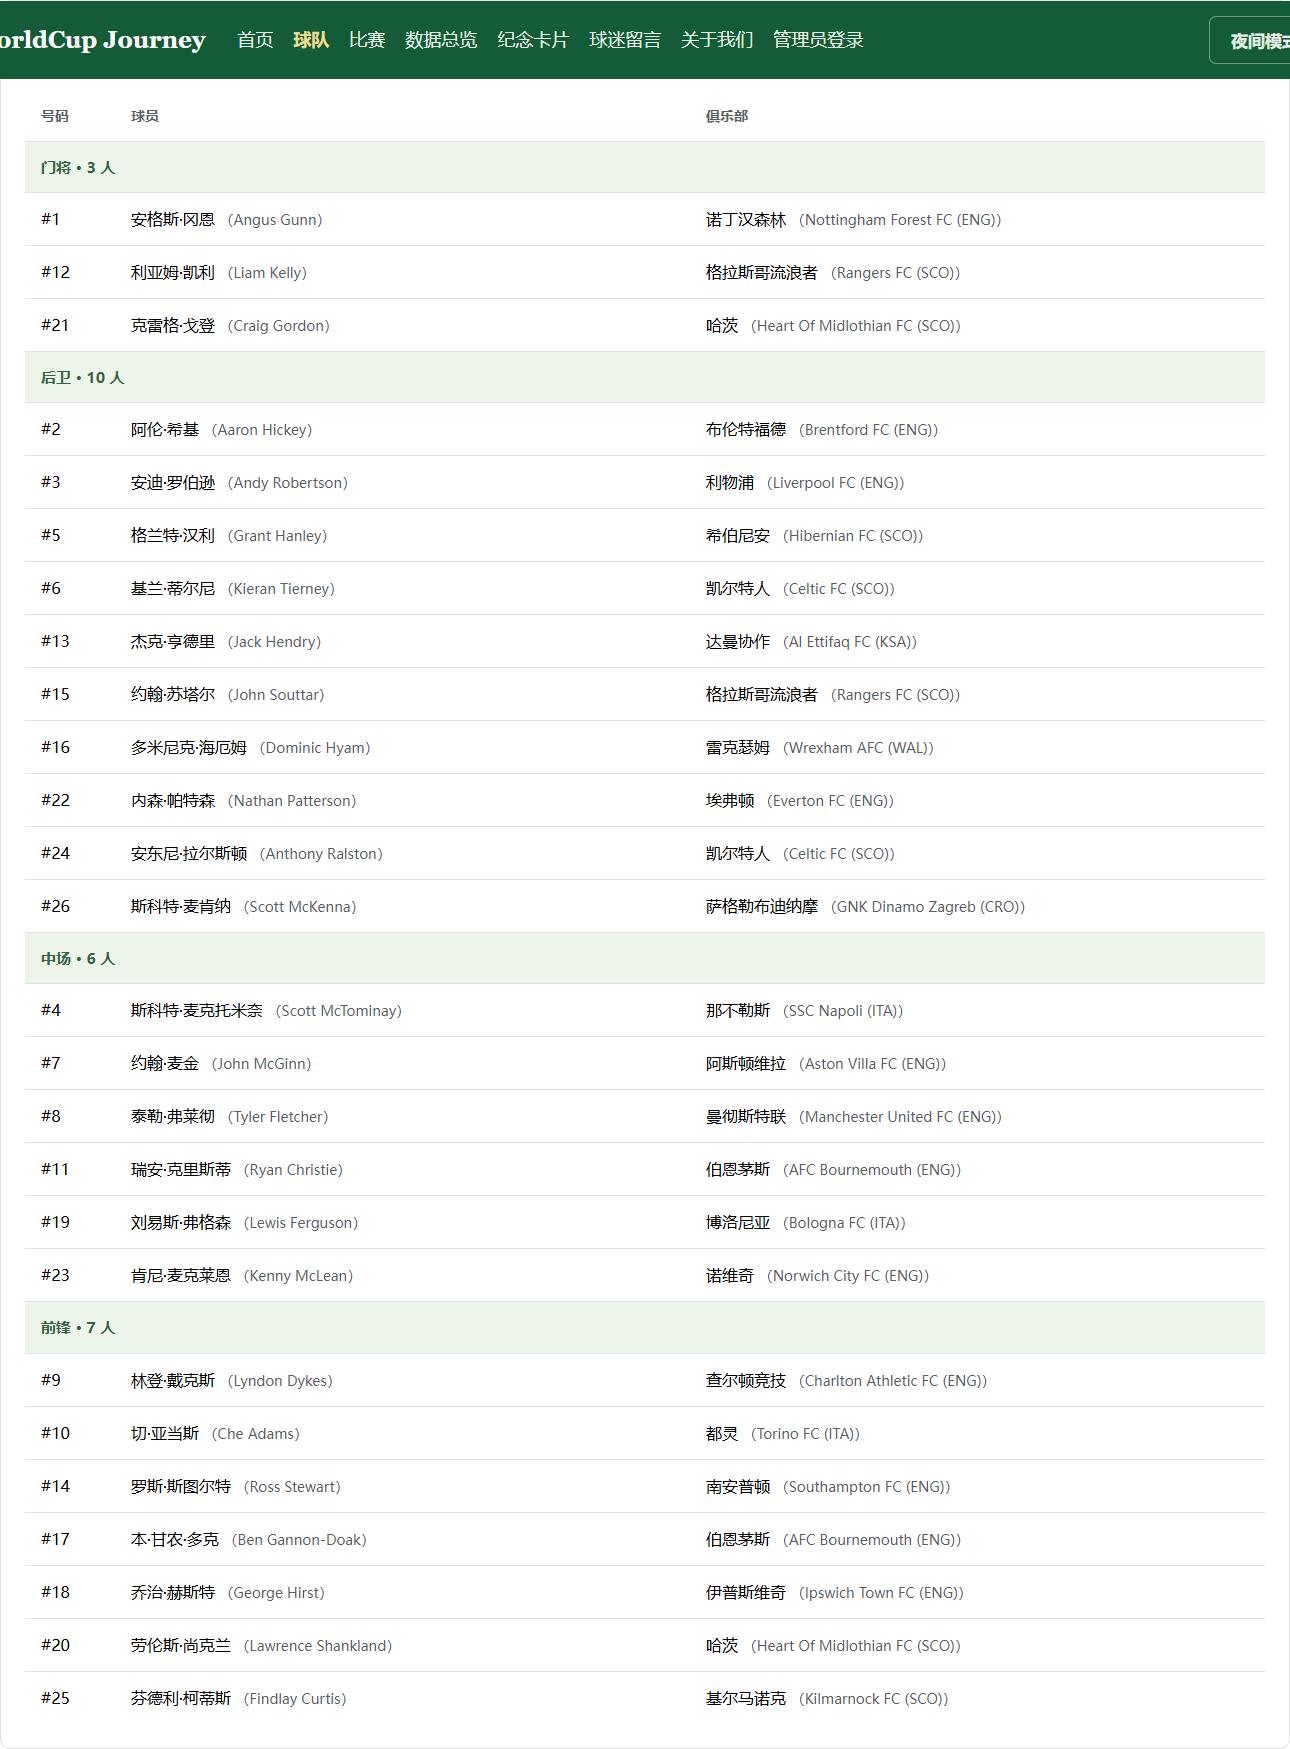 orldCup Journey 首页 球队 比赛 数据总览 纪念卡片 球迷留言 关于我们 管理员登录 夜间模式
号码 球员 俱乐部
门将 • 3 人
#1 安格斯·冈恩 (Angus Gunn) 诺丁汉森林 (Nottingham Forest FC (ENG))
#12 利亚姆·凯利 (Liam Kelly) 格拉斯哥流浪者 (Rangers FC (SCO))
#21 克雷格·戈登 (Craig Gordon) 哈茨 (Heart Of Midlothian FC (SCO))
后卫 • 10 人
#2 阿伦·希基 (Aaron Hickey) 布伦特福德 (Brentford FC (ENG))
#3 安迪·罗伯逊 (Andy Robertson) 利物浦 (Liverpool FC (ENG))
#5 格兰特·汉利 (Grant Hanley) 希伯尼安 (Hibernian FC (SCO))
#6 基兰·蒂尔尼 (Kieran Tierney) 凯尔特人 (Celtic FC (SCO))
#13 杰克·亨德里 (Jack Hendry) 达曼协作 (Al Ettifaq FC (KSA))
#15 约翰·苏塔尔 (John Souttar) 格拉斯哥流浪者 (Rangers FC (SCO))
#16 多米尼克·海厄姆 (Dominic Hyam) 雷克瑟姆 (Wrexham AFC (WAL))
#22 内森·帕特森 (Nathan Patterson) 埃弗顿 (Everton FC (ENG))
#24 安东尼·拉尔斯顿 (Anthony Ralston) 凯尔特人 (Celtic FC (SCO))
#26 斯科特·麦肯纳 (Scott McKenna) 萨格勒布迪纳摩 (GNK Dinamo Zagreb (CRO))
中场 • 6 人
#4 斯科特·麦克托米奈 (Scott McTominay) 那不勒斯 (SSC Napoli (ITA))
#7 约翰·麦金 (John McGinn) 阿斯顿维拉 (Aston Villa FC (ENG))
#8 泰勒·弗莱彻 (Tyler Fletcher) 曼彻斯特联 (Manchester United FC (ENG))
#11 瑞安·克里斯蒂 (Ryan Christie) 伯恩茅斯 (AFC Bournemouth (ENG))
#19 刘易斯·弗格森 (Lewis Ferguson) 博洛尼亚 (Bologna FC (ITA))
#23 肯尼·麦克莱恩 (Kenny McLean) 诺维奇 (Norwich City FC (ENG))
前锋 • 7 人
#9 林登·戴克斯 (Lyndon Dykes) 查尔顿竞技 (Charlton Athletic FC (ENG))
#10 切·亚当斯 (Che Adams) 都灵 (Torino FC (ITA))
#14 罗斯·斯图尔特 (Ross Stewart) 南安普顿 (Southampton FC (ENG))
#17 本·甘农·多克 (Ben Gannon-Doak) 伯恩茅斯 (AFC Bournemouth (ENG))
#18 乔治·赫斯特 (George Hirst) 伊普斯维奇 (Ipswich Town FC (ENG))
#20 劳伦斯·尚克兰 (Lawrence Shankland) 哈茨 (Heart Of Midlothian FC (SCO))
#25 芬德利·柯蒂斯 (Findlay Curtis) 基尔马诺克 (Kilmarnock FC (SCO))